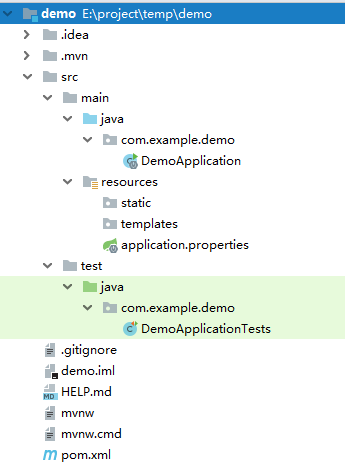 demo E:\project\temp\demo
.idea
.mvn
src
main
java
com.example.demo
DemoApplication
resources
static
templates
application.properties
test
java
com.example.demo
DemoApplicationTests
.gitignore
demo.iml
HELP.md
mvnw
mvnw.cmd
pom.xml